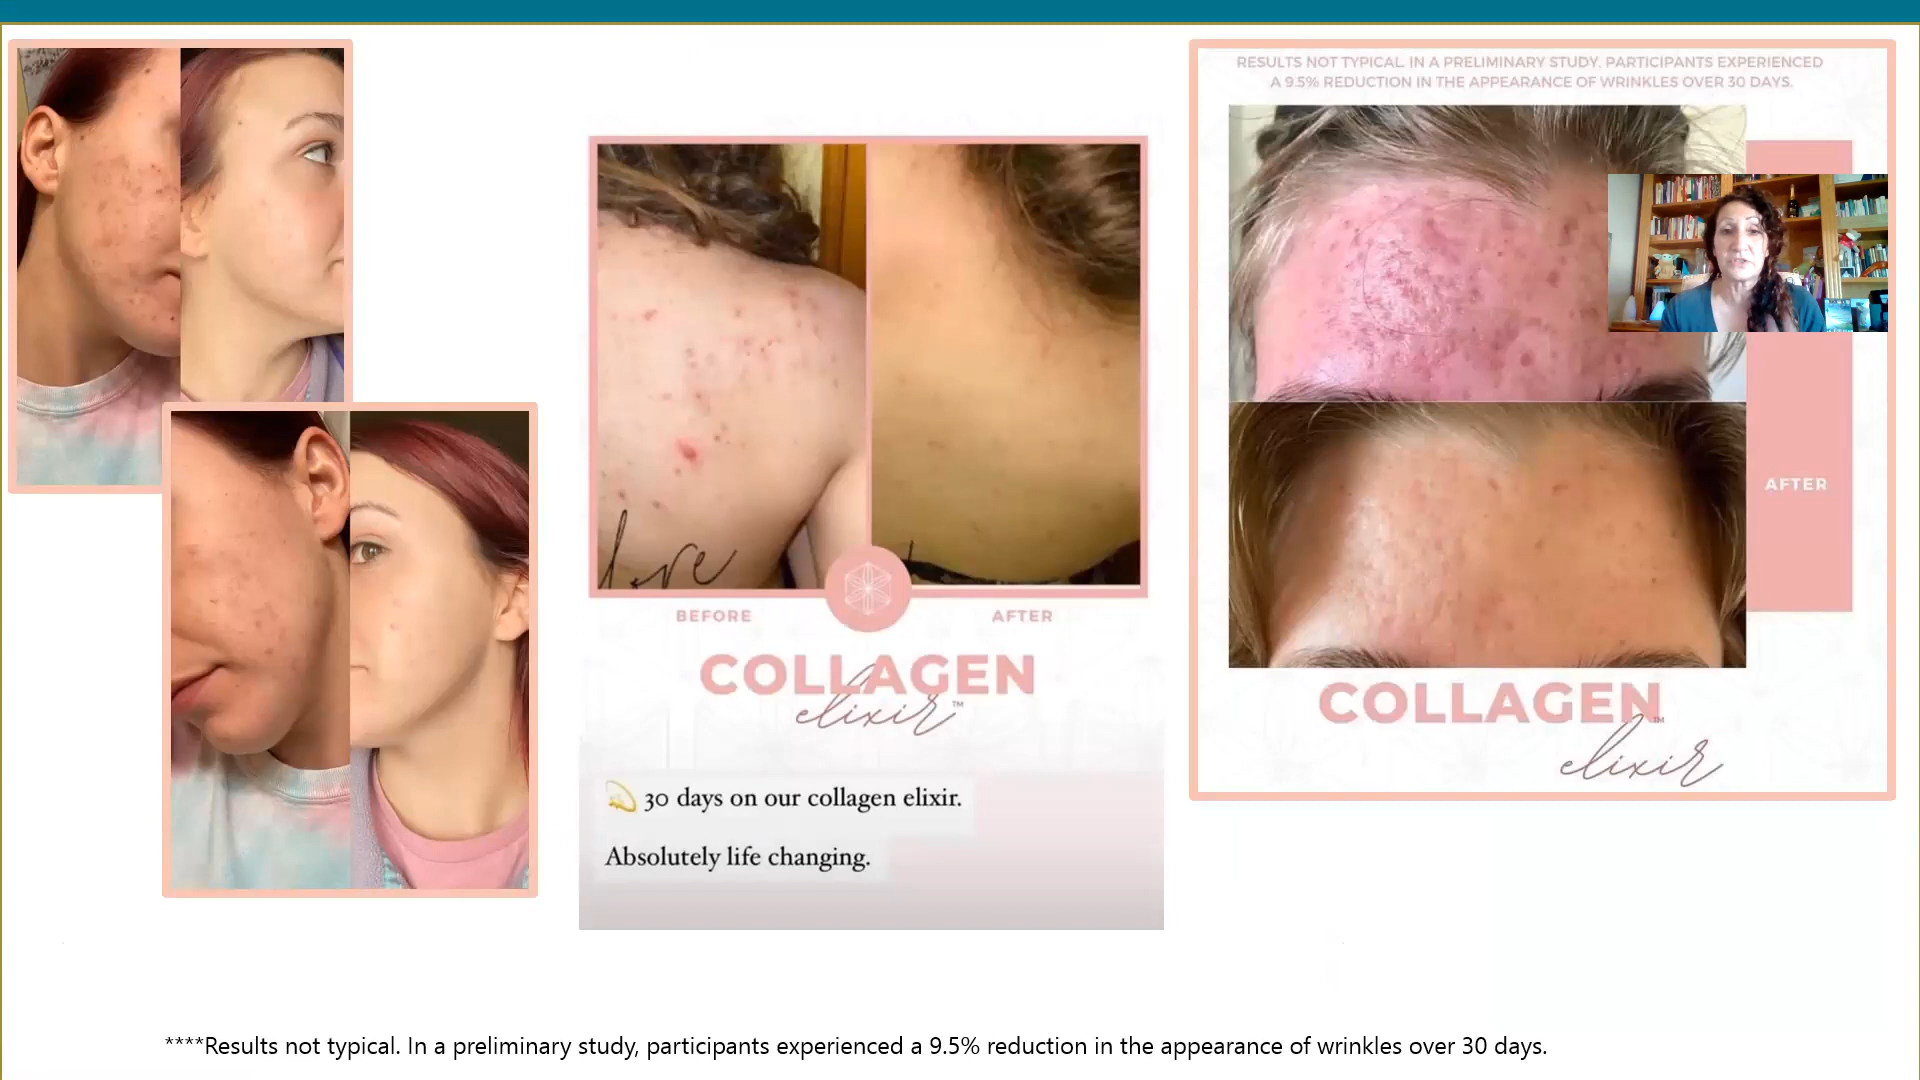 RESULTS NOT TYPICAL. IN A PRELIMINARY STUDY, PARTICIPANTS EXPERIENCED
A 9.5% REDUCTION IN THE APPEARANCE OF WRINKLES OVER 30 DAYS.
BEFORE
AFTER
COLLAGEN
elixir™
💫 30 days on our collagen elixir.
Absolutely life changing.
AFTER
COLLAGEN
™
elixir
****Results not typical. In a preliminary study, participants experienced a 9.5% reduction in the appearance of wrinkles over 30 days.